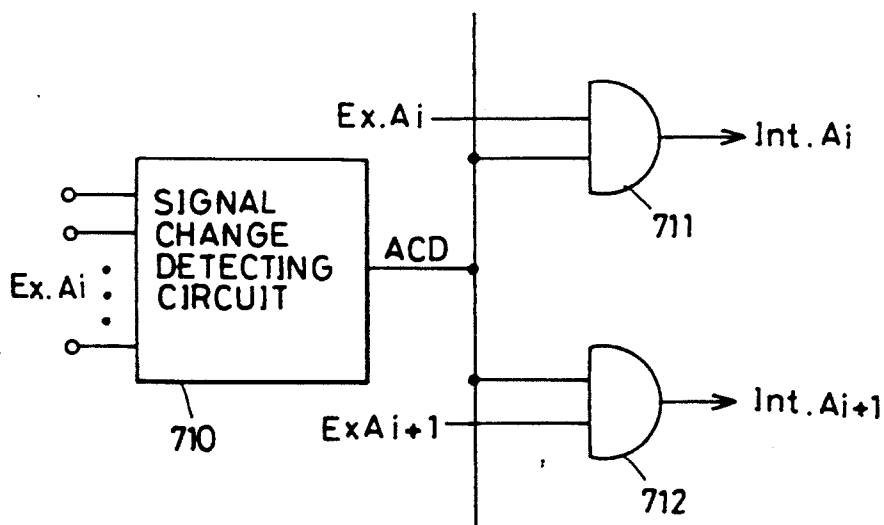 Ex.Ai
Int.Ai
711
SIGNAL
CHANGE
DETECTING
CIRCUIT
ACD
Ex.Ai
710
ExAi+1
Int.Ai+1
712